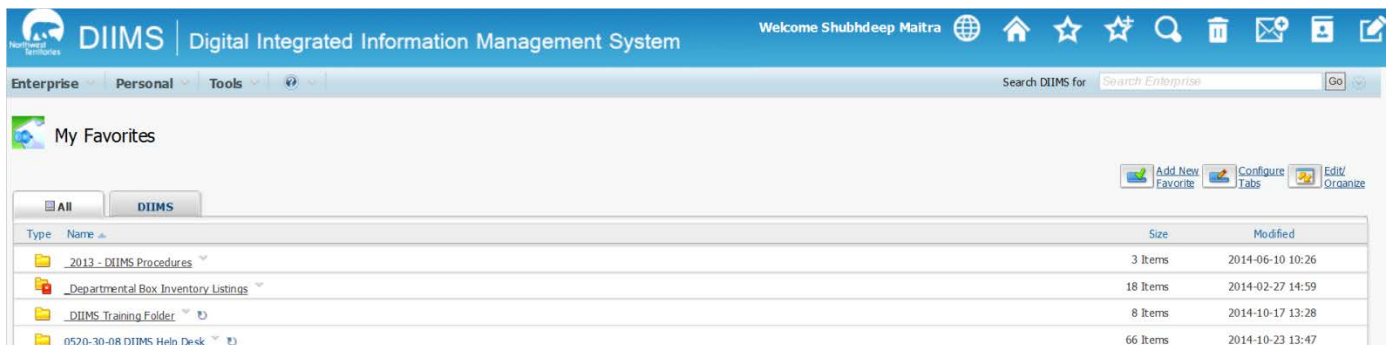 Northwest
Territories
DIIMS | Digital Integrated Information Management System
Welcome Shubhdeep Maitra
Enterprise Personal Tools
Search DIIMS for Search Enterprise Go
My Favorites
Add New
Favorite
Configure
Tabs
Edit/
Organize
All DIIMS
Type Name Size Modified
_2013 - DIIMS Procedures 3 Items 2014-06-10 10:26
_Departmental Box Inventory Listings 18 Items 2014-02-27 14:59
_DIIMS Training Folder 8 Items 2014-10-17 13:28
0520-30-08 DIIMS Help Desk 66 Items 2014-10-23 13:47